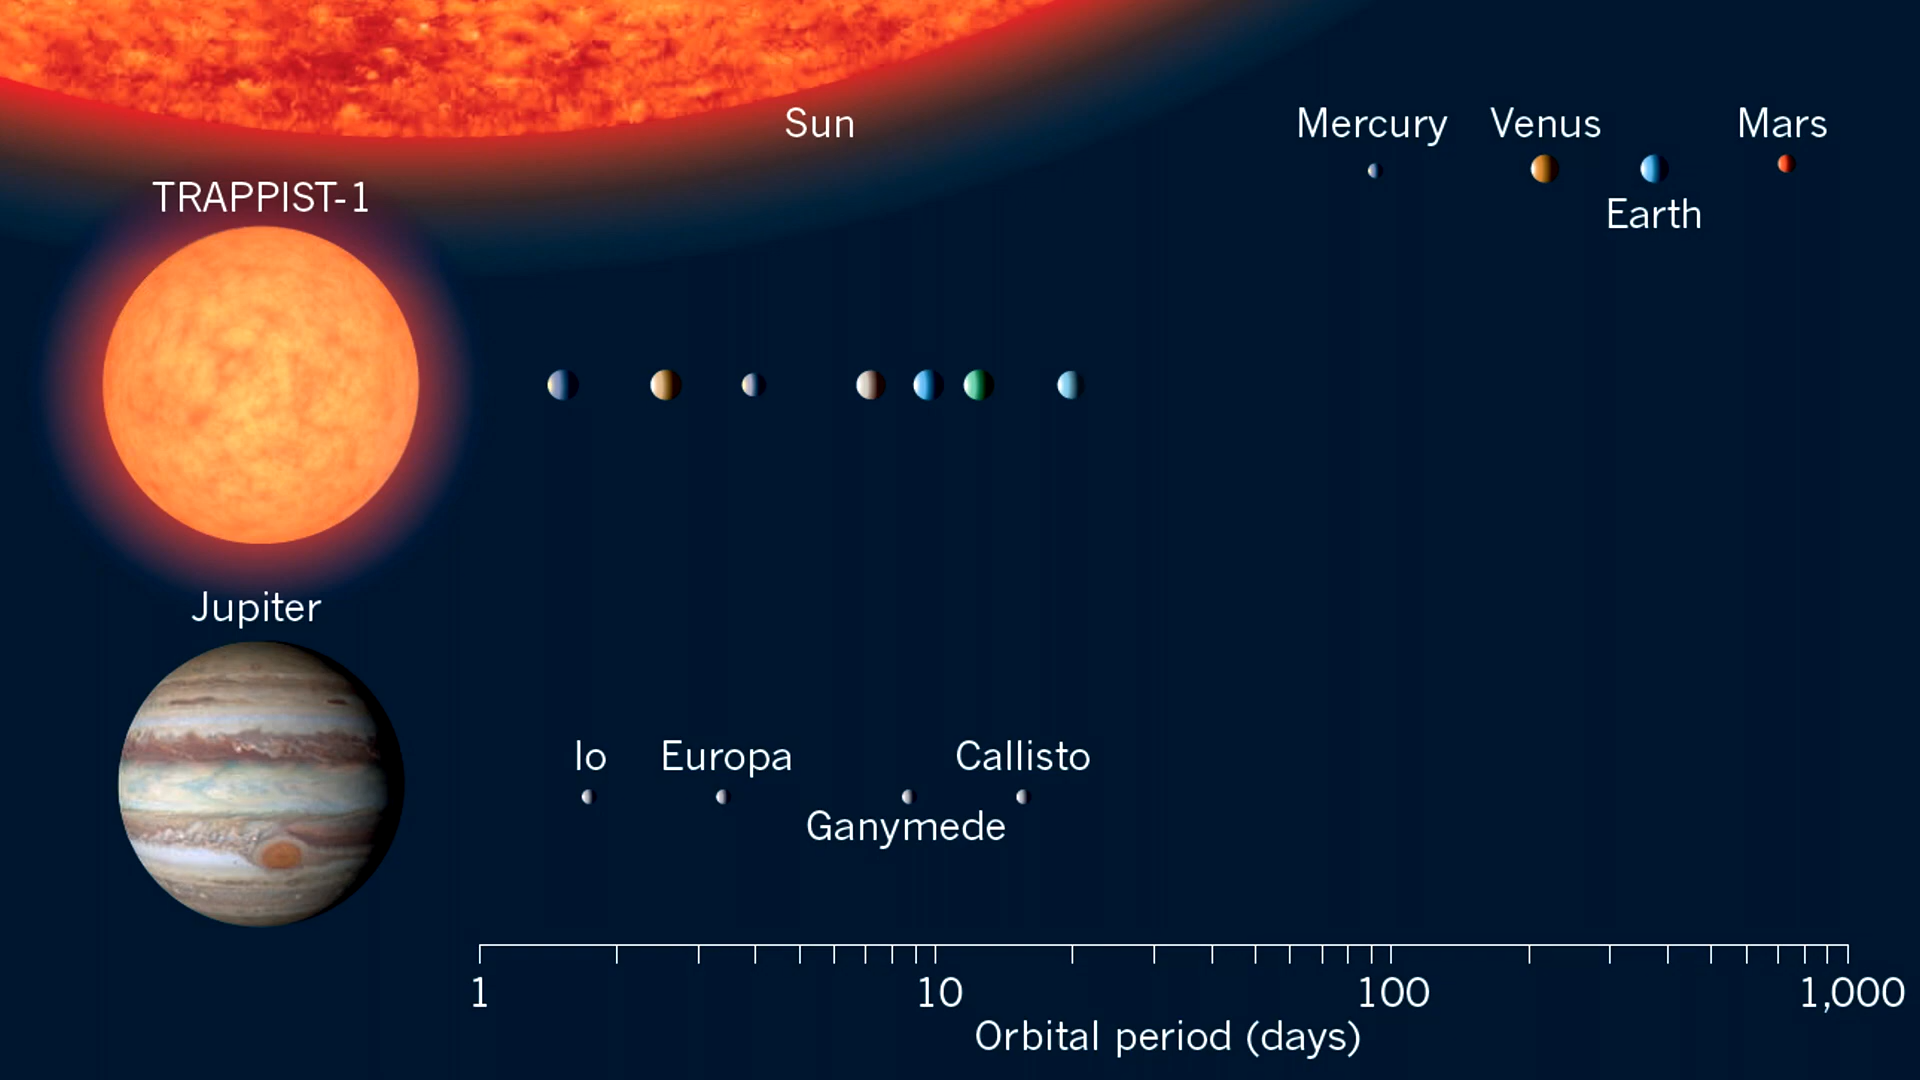 Sun
Mercury
Venus
Mars
Earth
TRAPPIST-1
Jupiter
Io
Europa
Callisto
Ganymede
1
10
100
1,000
Orbital period (days)